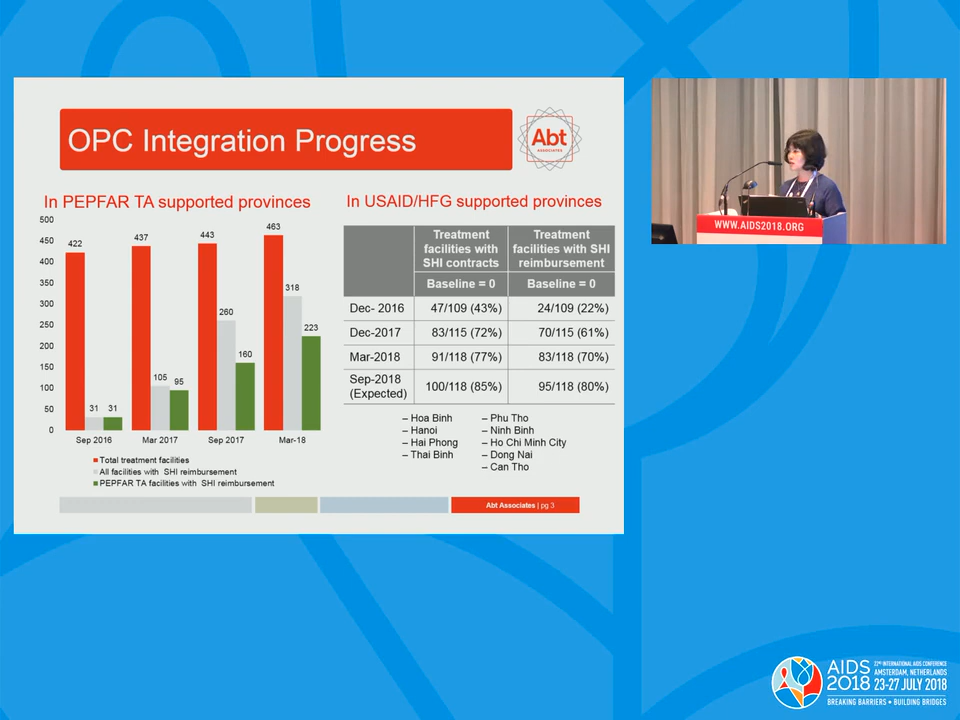 OPC Integration Progress
Abt
ASSOCIATES
In PEPFAR TA supported provinces
500
450
400
350
300
250
200
150
100
50
0
422
31
31
437
105
95
443
260
160
463
318
223
Sep 2016
Mar 2017
Sep 2017
Mar-18
Total treatment facilities
All facilities with SHI reimbursement
PEPFAR TA facilities with SHI reimbursement
In USAID/HFG supported provinces
Treatment facilities with SHI contracts
Treatment facilities with SHI reimbursement
Baseline = 0
Baseline = 0
Dec- 2016 47/109 (43%) 24/109 (22%)
Dec-2017 83/115 (72%) 70/115 (61%)
Mar-2018 91/118 (77%) 83/118 (70%)
Sep-2018 (Expected) 100/118 (85%) 95/118 (80%)
– Hoa Binh
– Hanoi
– Hai Phong
– Thai Binh
– Phu Tho
– Ninh Binh
– Ho Chi Minh City
– Dong Nai
– Can Tho
Abt Associates | pg 3
WWW.AIDS2018.ORG
AIDS
2018
22ND INTERNATIONAL AIDS CONFERENCE
AMSTERDAM, NETHERLANDS
23-27 JULY 2018
BREAKING BARRIERS • BUILDING BRIDGES